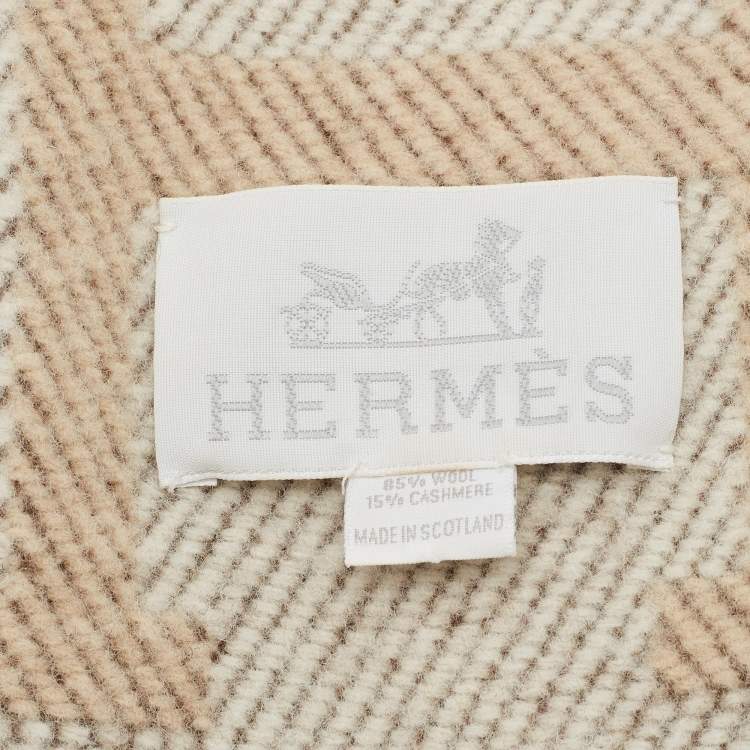 HERMÈS
85% WOOL
15% CASHMERE
MADE IN SCOTLAND